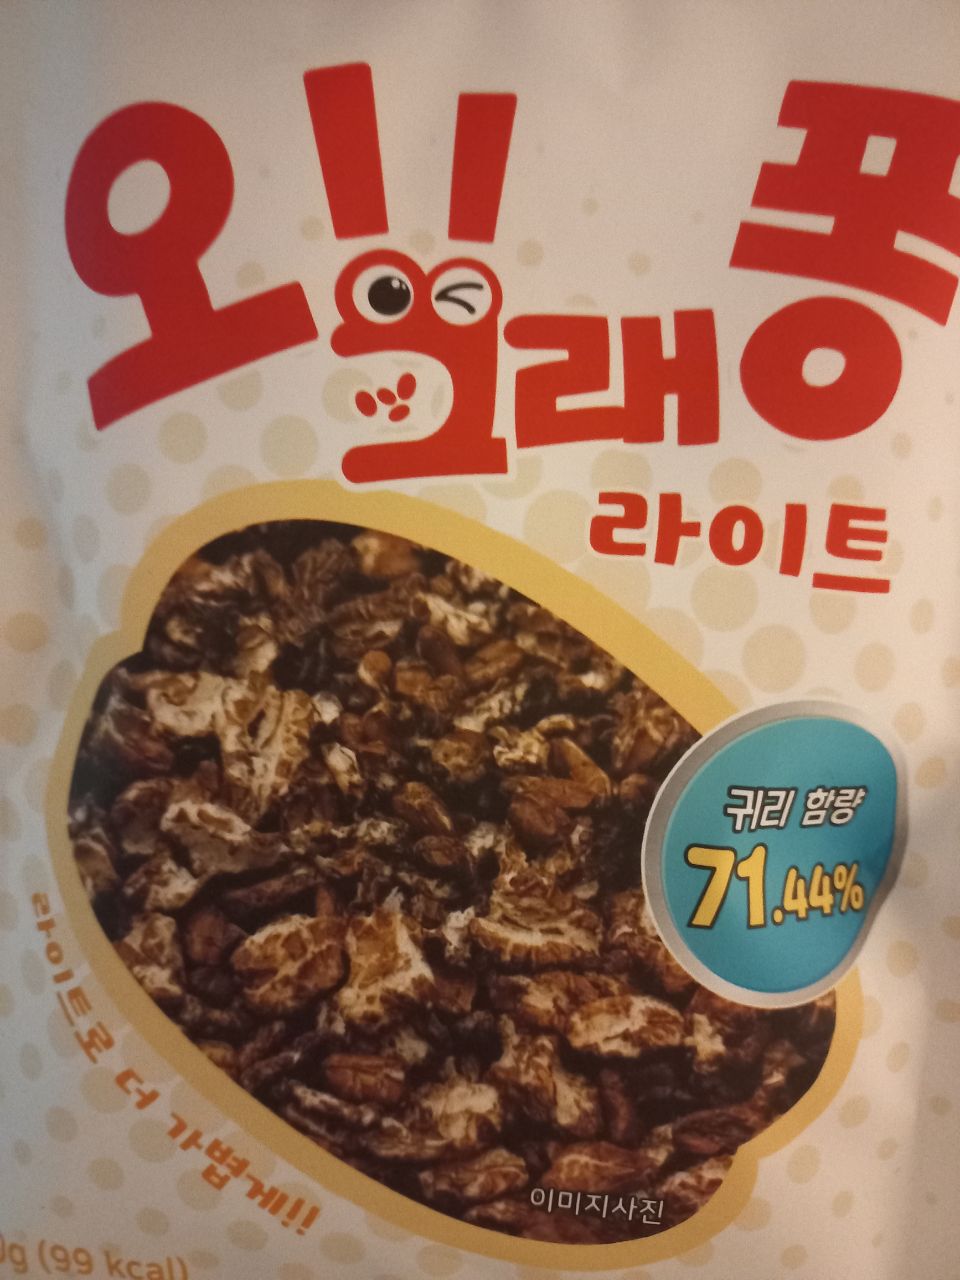 오!!그래퐁
라이트
귀리 함량
71.44%
라이트로 더 가볍게!!
이미지사진
g (99 kcal)